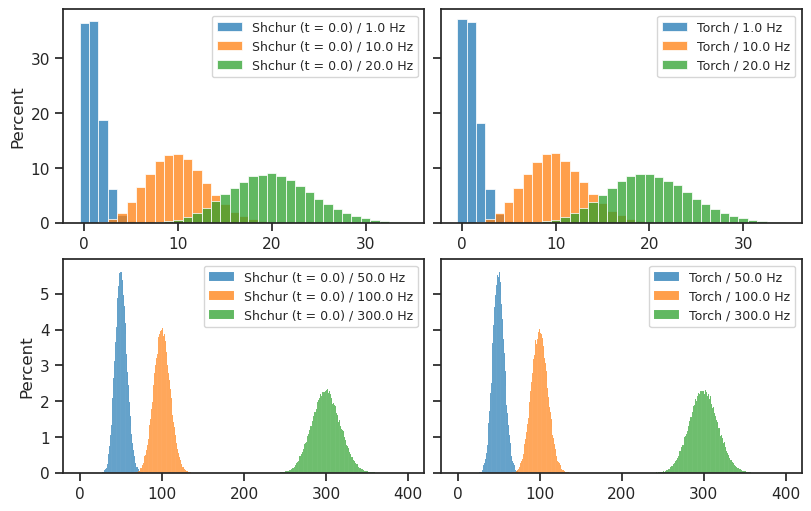 Shchur (t = 0.0) / 1.0 Hz
Shchur (t = 0.0) / 10.0 Hz
Shchur (t = 0.0) / 20.0 Hz
Percent
30
20
10
0
0 10 20 30
Torch / 1.0 Hz
Torch / 10.0 Hz
Torch / 20.0 Hz
0 10 20 30
Shchur (t = 0.0) / 50.0 Hz
Shchur (t = 0.0) / 100.0 Hz
Shchur (t = 0.0) / 300.0 Hz
Percent
5
4
3
2
1
0
0 100 200 300 400
Torch / 50.0 Hz
Torch / 100.0 Hz
Torch / 300.0 Hz
0 100 200 300 400